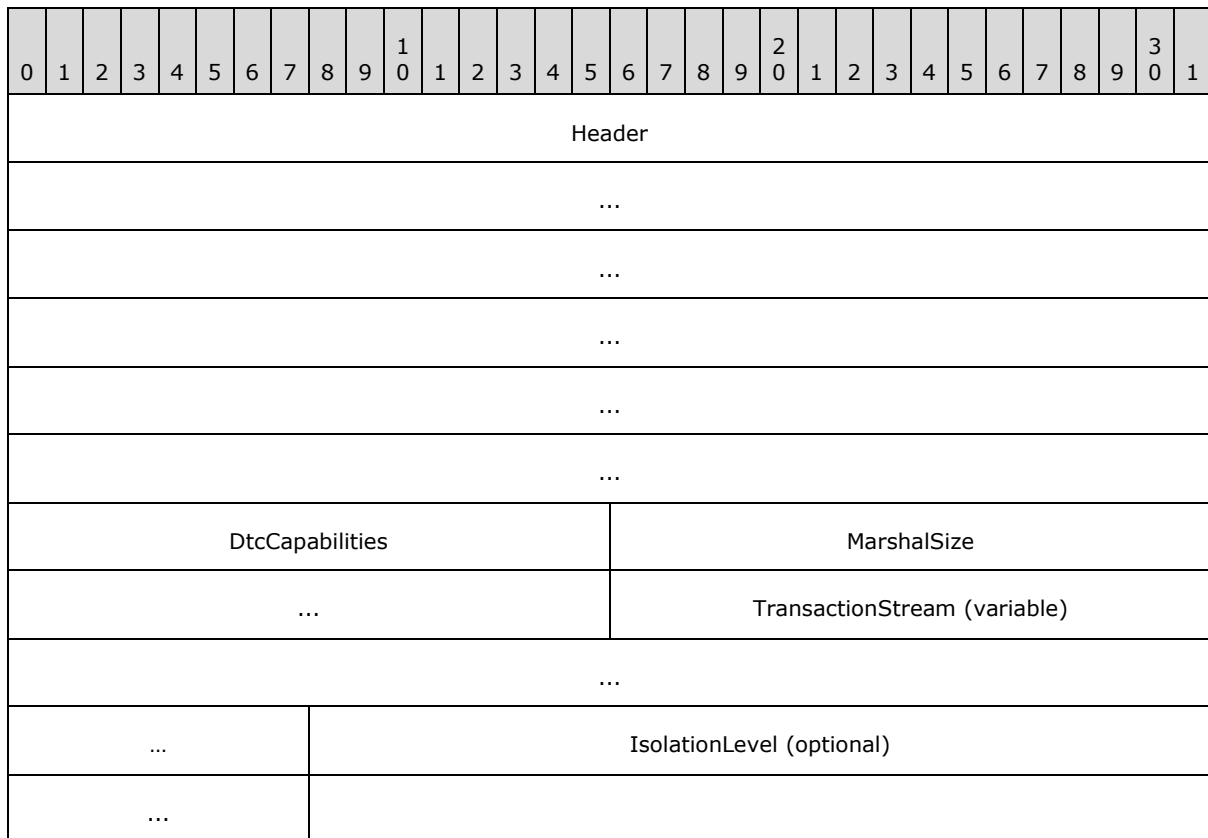 1 2 3
0 1 2 3 4 5 6 7 8 9 0 1 2 3 4 5 6 7 8 9 0 1 2 3 4 5 6 7 8 9 0 1
Header
...
...
...
...
...
DtcCapabilities MarshalSize
... TransactionStream (variable)
...
... IsolationLevel (optional)
...